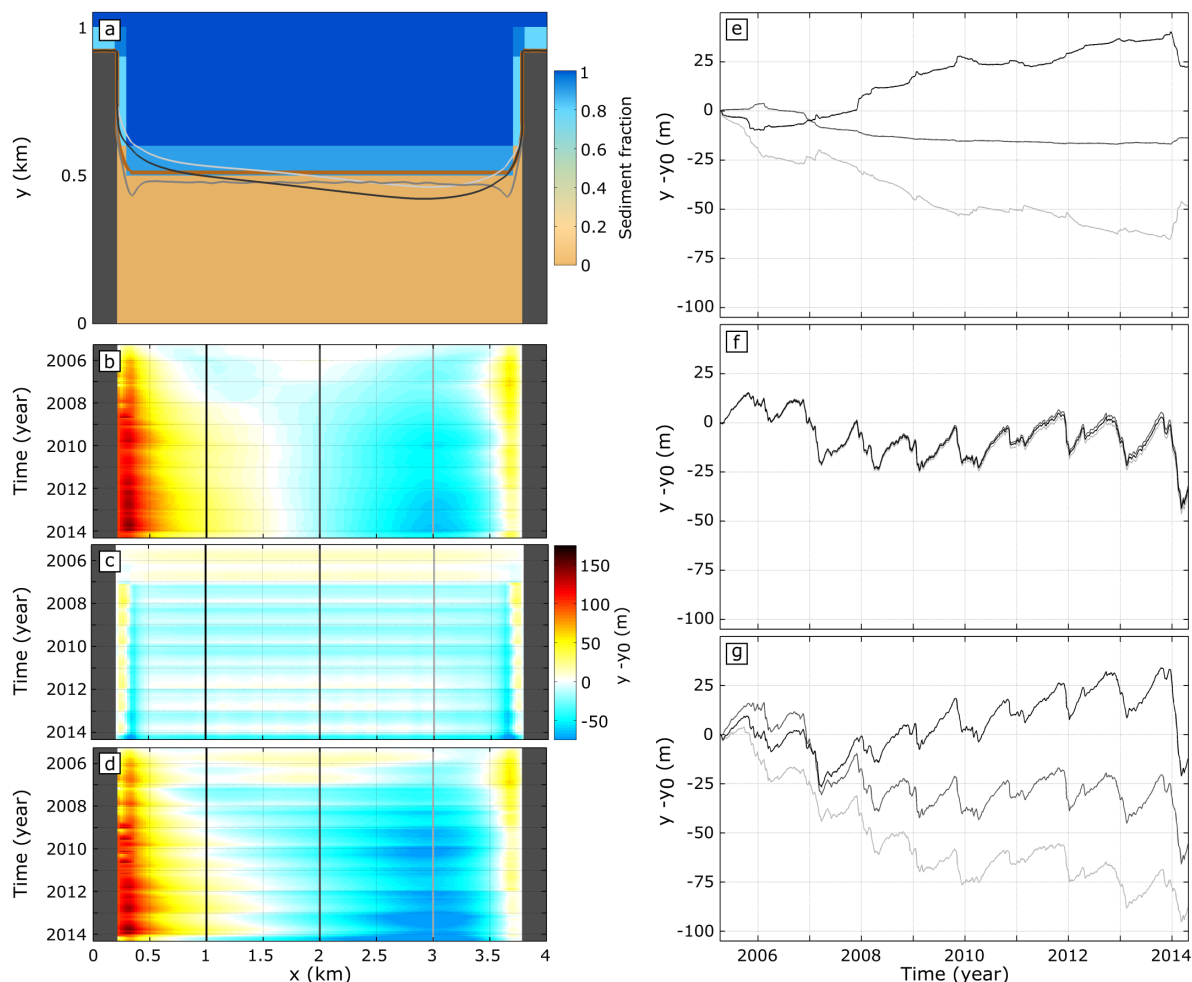 a
1
0.5
0
y (km)
1
0.8
0.6
0.4
0.2
0
Sediment fraction
b
2006
2008
2010
2012
2014
Time (year)
c
2006
2008
2010
2012
2014
Time (year)
150
100
50
0
-50
y -y0 (m)
d
2006
2008
2010
2012
2014
Time (year)
0 0.5 1 1.5 2 2.5 3 3.5 4
x (km)
e
25
0
-25
-50
-75
-100
y -y0 (m)
f
25
0
-25
-50
-75
-100
y -y0 (m)
g
25
0
-25
-50
-75
-100
y -y0 (m)
2006 2008 2010 2012 2014
Time (year)